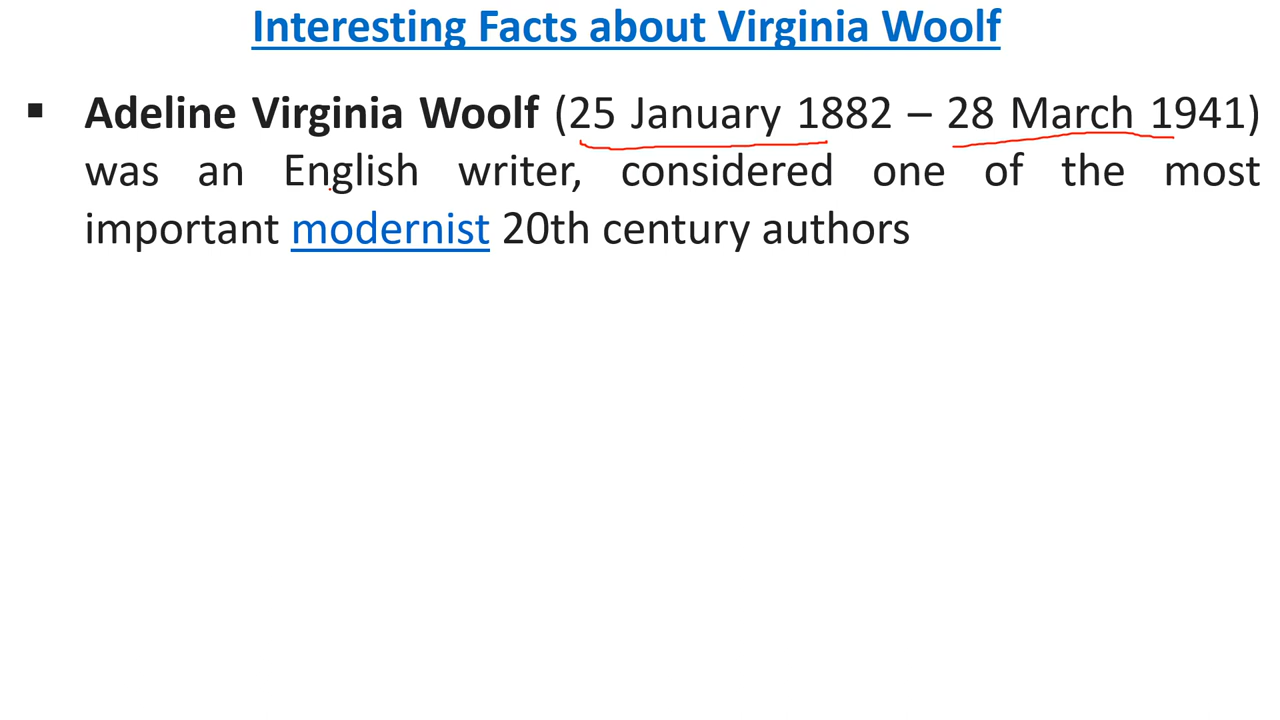 Interesting Facts about Virginia Woolf
▪ Adeline Virginia Woolf (25 January 1882 – 28 March 1941)
was an English writer, considered one of the most
important modernist 20th century authors